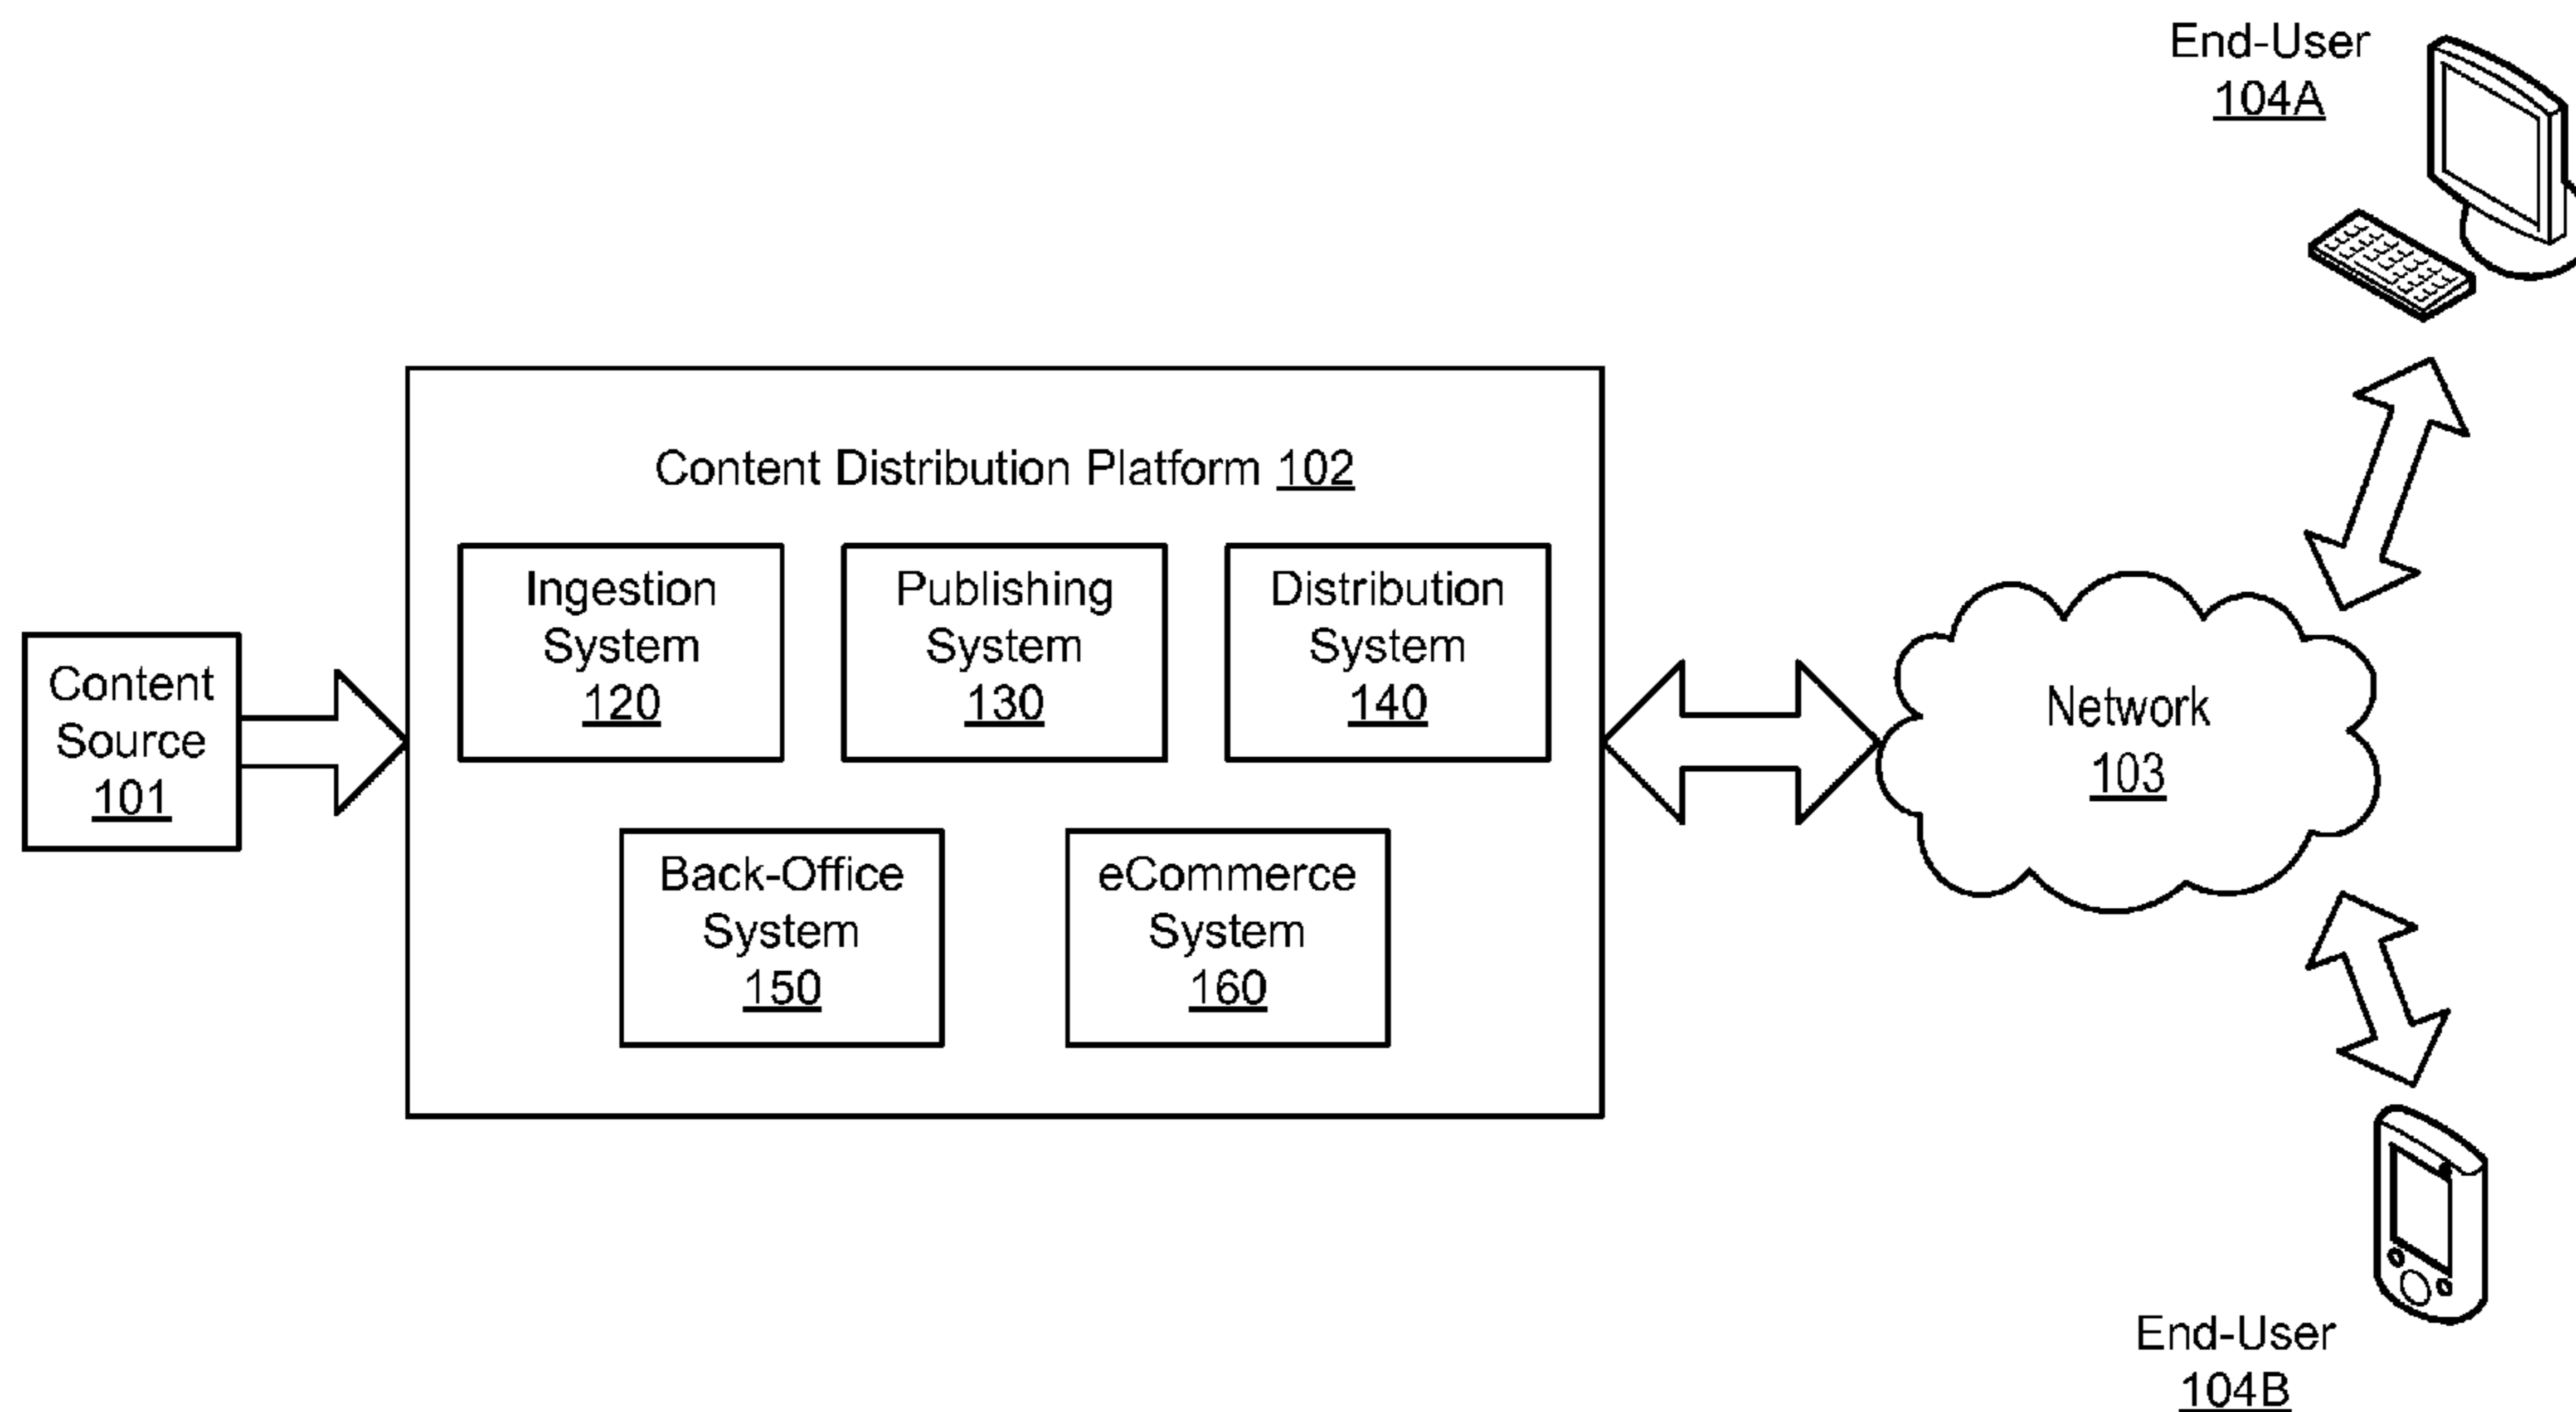 End-User
104A
Content Distribution Platform 102
Ingestion
System
120
Publishing
System
130
Distribution
System
140
Content
Source
101
Network
103
Back-Office
System
150
eCommerce
System
160
End-User
104B